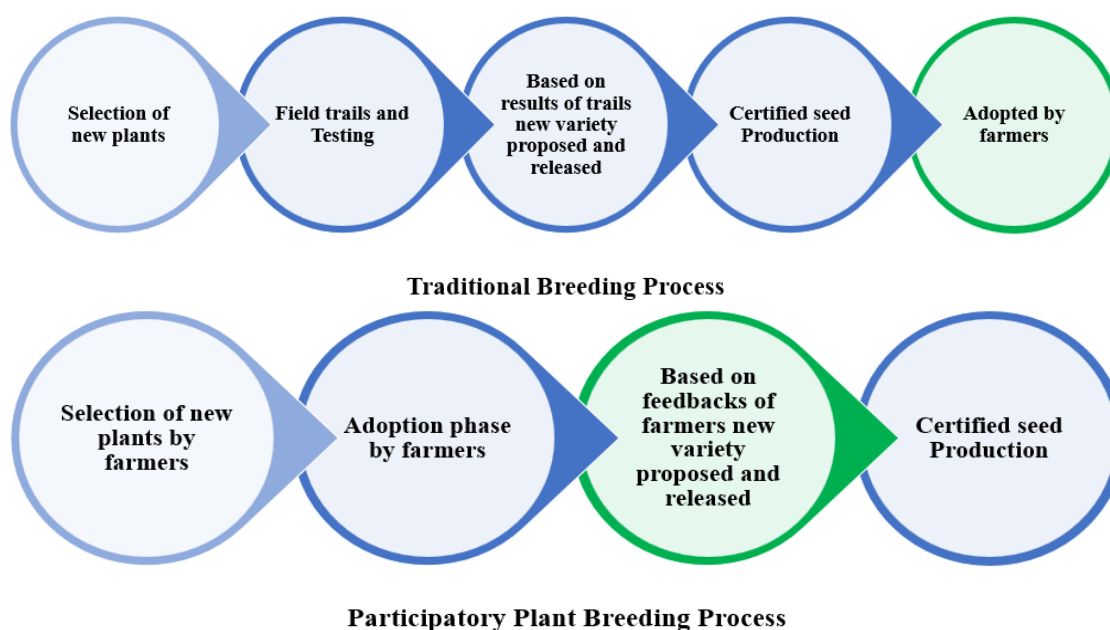 Selection of
new plants
Field trails and
Testing
Based on
results of trails
new variety
proposed and
released
Certified seed
Production
Adopted by
farmers
Traditional Breeding Process
Selection of new
plants by
farmers
Adoption phase
by farmers
Based on
feedbacks of
farmers new
variety
proposed and
released
Certified seed
Production
Participatory Plant Breeding Process